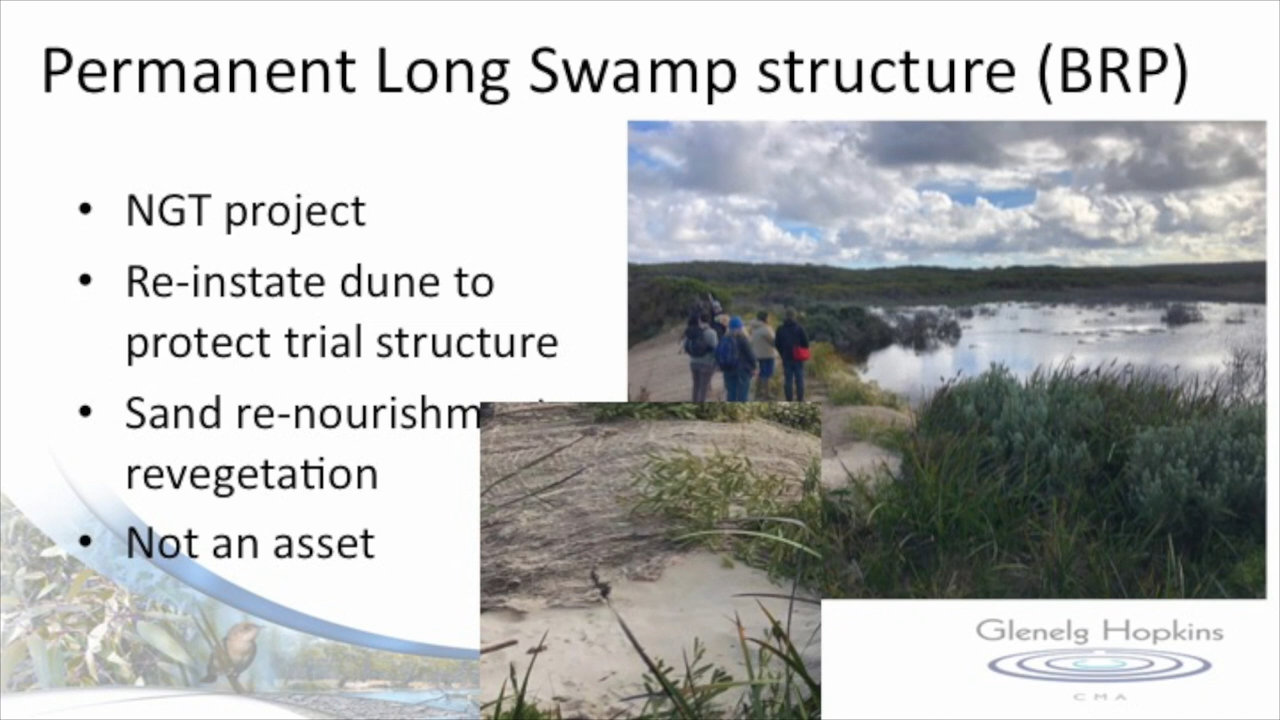 Permanent Long Swamp structure (BRP)
• NGT project
• Re-instate dune to
protect trial structure
• Sand re-nourishm
revegetation
• Not an asset
Glenelg Hopkins
CMA